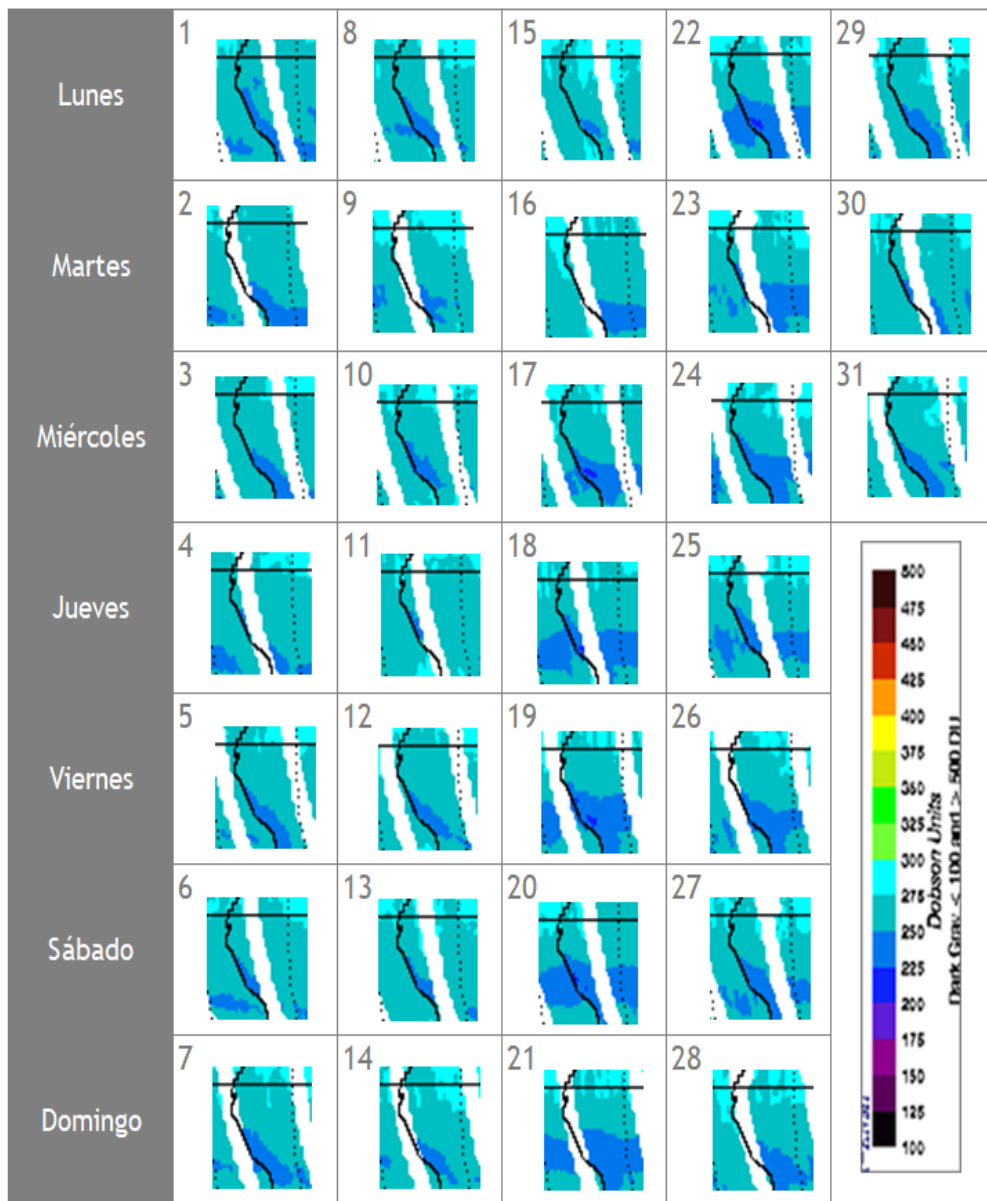 Lunes 1 8 15 22 29
Martes 2 9 16 23 30
Miércoles 3 10 17 24 31
Jueves 4 11 18 25
Viernes 5 12 19 26
Sábado 6 13 20 27
Domingo 7 14 21 28
500
475
450
425
400
375
350
325
300
275
250
225
200
175
150
125
100
Dobson Units
Dark Gray < 100 and > 500 DU